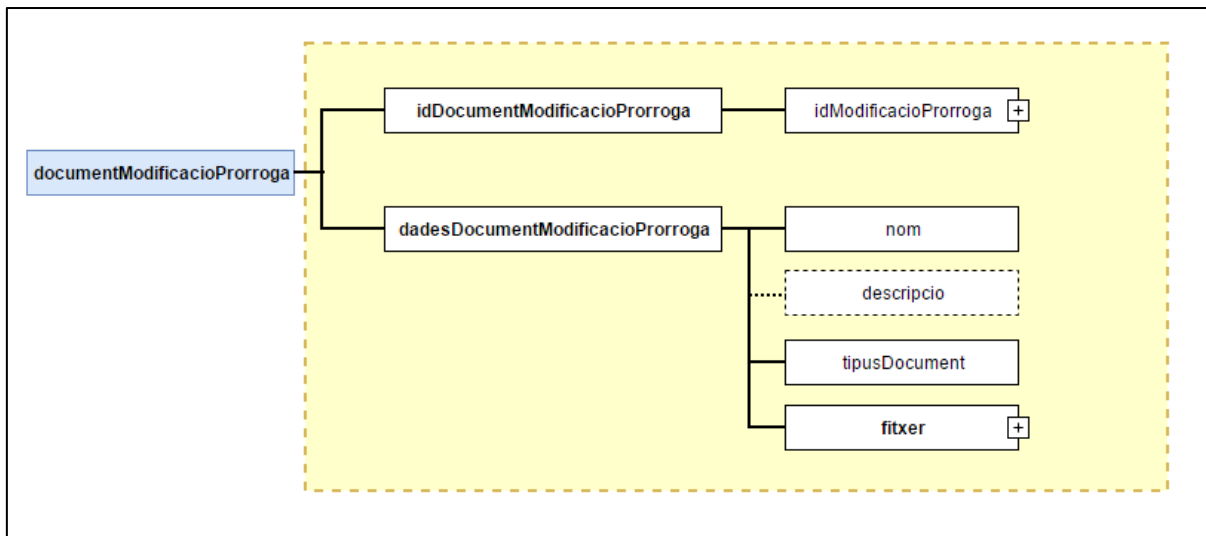 documentModificacioProrroga
idDocumentModificacioProrroga
idModificacioProrroga
+
dadesDocumentModificacioProrroga
nom
descripcio
tipusDocument
fitxer
+